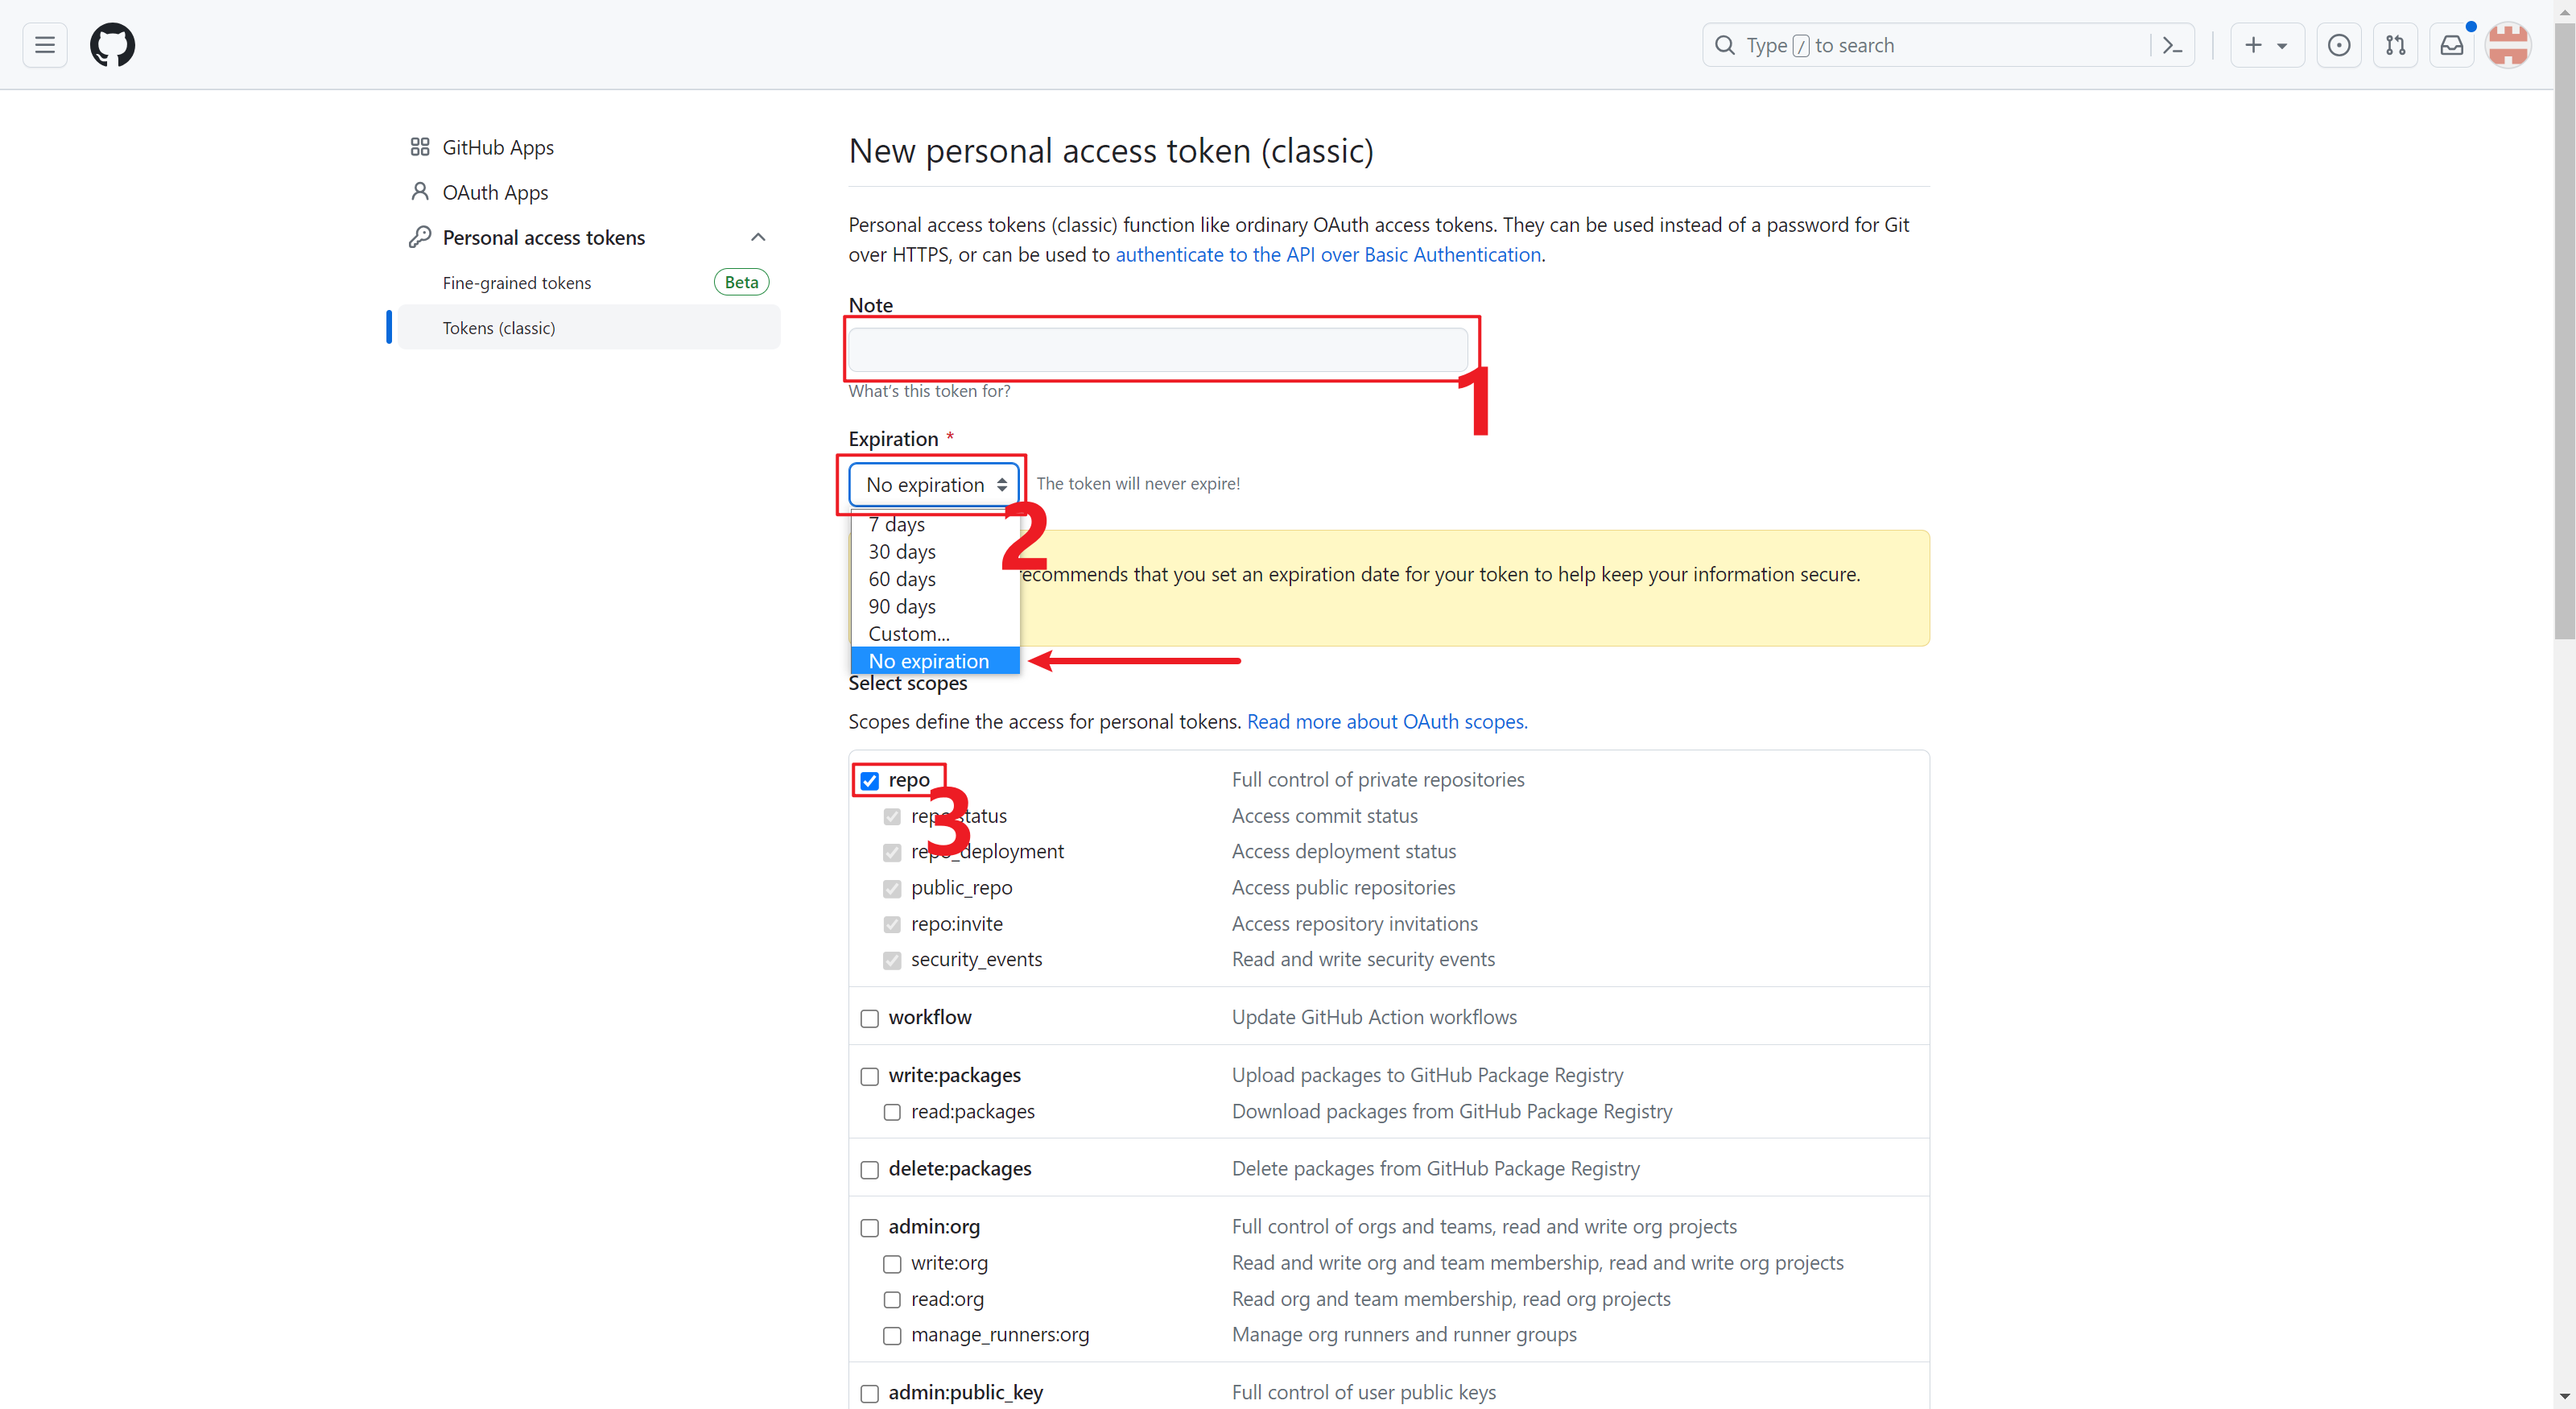 Type / to search
GitHub Apps
OAuth Apps
Personal access tokens
Fine-grained tokens Beta
Tokens (classic)
New personal access token (classic)
Personal access tokens (classic) function like ordinary OAuth access tokens. They can be used instead of a password for Git
over HTTPS, or can be used to authenticate to the API over Basic Authentication.
Note
What's this token for?
1
Expiration *
No expiration The token will never expire!
2
7 days
30 days
60 days
90 days
Custom...
No expiration
recommends that you set an expiration date for your token to help keep your information secure.
Select scopes
Scopes define the access for personal tokens. Read more about OAuth scopes.
repo Full control of private repositories
3
repo:status Access commit status
repo_deployment Access deployment status
public_repo Access public repositories
repo:invite Access repository invitations
security_events Read and write security events
workflow Update GitHub Action workflows
write:packages Upload packages to GitHub Package Registry
read:packages Download packages from GitHub Package Registry
delete:packages Delete packages from GitHub Package Registry
admin:org Full control of orgs and teams, read and write org projects
write:org Read and write org and team membership, read and write org projects
read:org Read org and team membership, read org projects
manage_runners:org Manage org runners and runner groups
admin:public_key Full control of user public keys